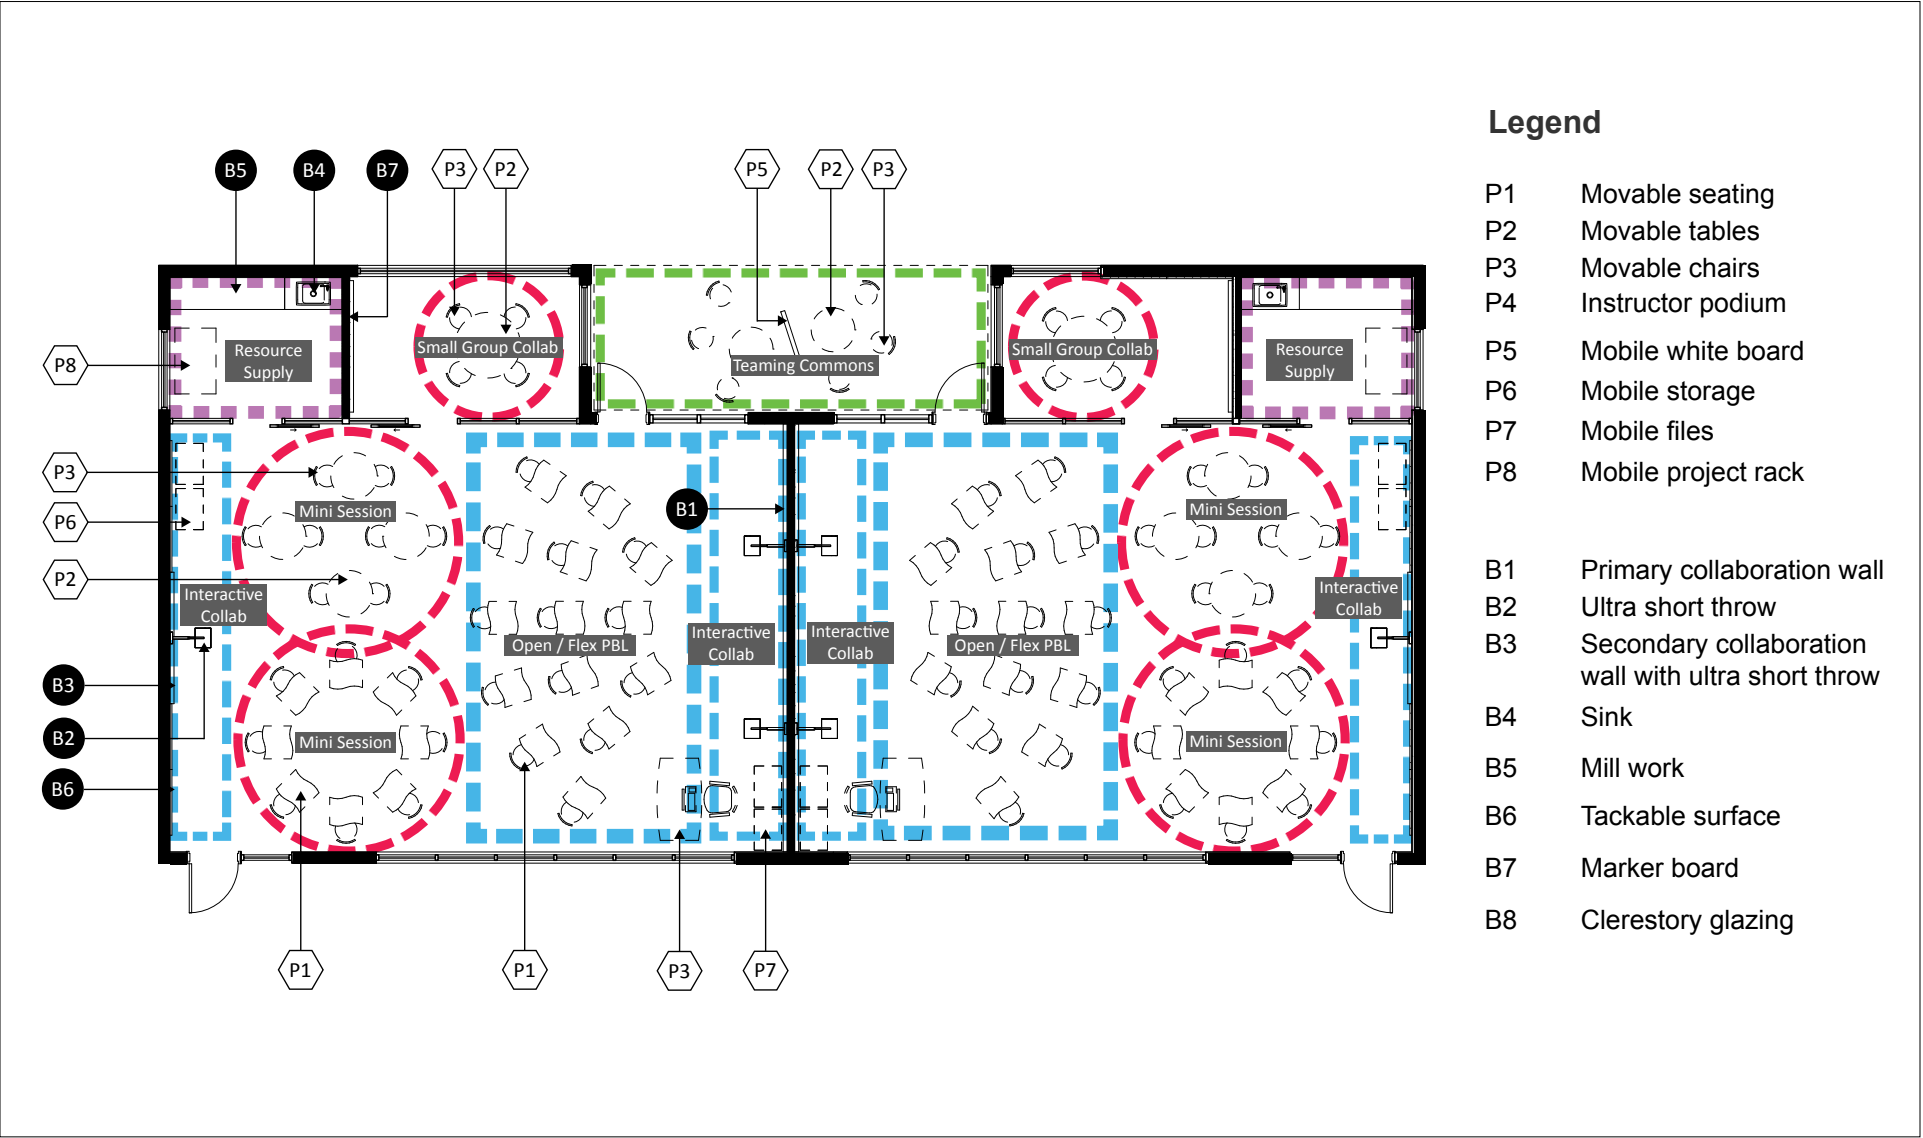 Legend
B5
B4
B7
P3
P2
P5
P2
P3
P1 Movable seating
P2 Movable tables
P3 Movable chairs
P4 Instructor podium
P5 Mobile white board
P6 Mobile storage
P7 Mobile files
P8 Mobile project rack
B1 Primary collaboration wall
B2 Ultra short throw
B3 Secondary collaboration
wall with ultra short throw
B4 Sink
B5 Mill work
B6 Tackable surface
B7 Marker board
B8 Clerestory glazing
P8
Resource
Supply
Small Group Collab
Teaming Commons
Small Group Collab
Resource
Supply
P3
P6
P2
Mini Session
B1
Mini Session
Interactive
Collab
Open / Flex PBL
Interactive
Collab
Interactive
Collab
Open / Flex PBL
Interactive
Collab
B3
B2
B6
Mini Session
Mini Session
P1
P1
P3
P7